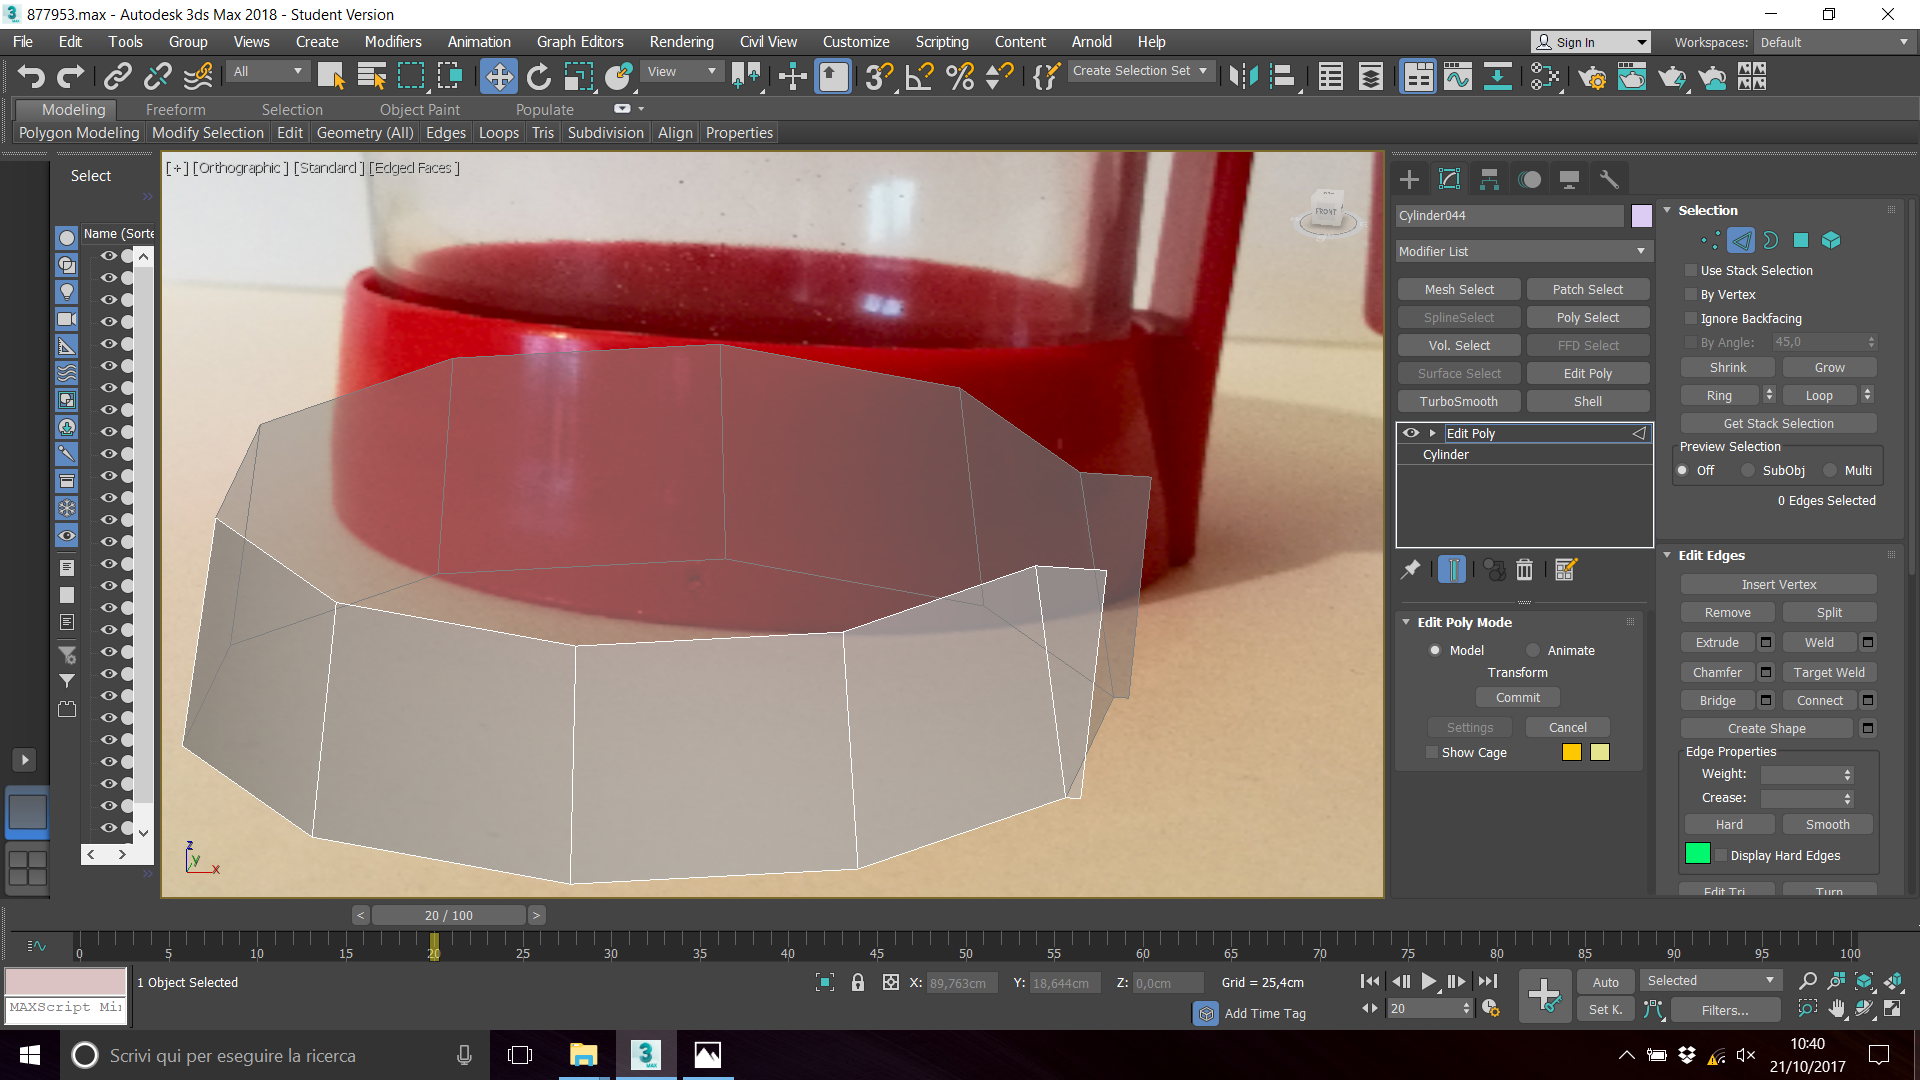 877953.max - Autodesk 3ds Max 2018 - Student Version
File Edit Tools Group Views Create Modifiers Animation Graph Editors Rendering Civil View Customize Scripting Content Arnold Help
Sign In
Workspaces: Default
All
View
Create Selection Set
Modeling Freeform Selection Object Paint Populate
Polygon Modeling Modify Selection Edit Geometry (All) Edges Loops Tris Subdivision Align Properties
Select
Name (Sorte
[+] [Orthographic ] [Standard ] [Edged Faces ]
FRONT
Cylinder044
Modifier List
Mesh Select Patch Select
SplineSelect Poly Select
Vol. Select FFD Select
Surface Select Edit Poly
TurboSmooth Shell
Edit Poly
Cylinder
Edit Poly Mode
Model Animate
Transform
Commit
Settings Cancel
Show Cage
Selection
Use Stack Selection
By Vertex
Ignore Backfacing
By Angle: 45,0
Shrink Grow
Ring Loop
Get Stack Selection
Preview Selection
Off SubObj Multi
0 Edges Selected
Edit Edges
Insert Vertex
Remove Split
Extrude Weld
Chamfer Target Weld
Bridge Connect
Create Shape
Edge Properties
Weight:
Crease:
Hard Smooth
Display Hard Edges
Edit Tri. Turn
z
y
x
< 20 / 100 >
0 5 10 15 20 25 30 35 40 45 50 55 60 65 70 75 80 85 90 95 100
1 Object Selected
X: 89,763cm Y: 18,644cm Z: 0,0cm Grid = 25,4cm
Auto Selected
MAXScript Mi
Add Time Tag
20
Set K. Filters...
Scrivi qui per eseguire la ricerca
3
MAX
10:40
21/10/2017